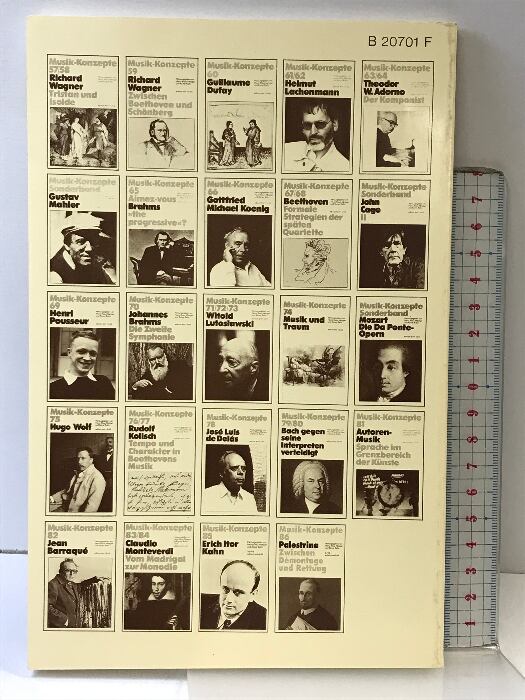 B 20701 F
Musik-Konzepte
57/58
Richard
Wagner
Tristan und
Isolde
Musik-Konzepte
59
Richard
Wagner
Zwischen
Beethoven und
Schönberg
Musik-Konzepte
60
Guillaume
Dufay
Musik-Konzepte
61/62
Helmut
Lachenmann
Musik-Konzepte
63/64
Theodor
W. Adorno
Der Komponist
Musik-Konzepte
Sonderband
Gustav
Mahler
Musik-Konzepte
65
Aimez-vous
Brahms
»the
progressive«?
Musik-Konzepte
66
Gottfried
Michael Koenig
Musik-Konzepte
67/68
Beethoven
Formale
Strategien der
späten
Quartette
Musik-Konzepte
Sonderband
John
Cage
II
Musik-Konzepte
69
Henri
Pousseur
Musik-Konzepte
70
Johannes
Brahms
Die Zweite
Symphonie
Musik-Konzepte
71/72/73
Witold
Lutosławski
Musik-Konzepte
74
Musik und
Traum
Musik-Konzepte
Sonderband
Mozart
Die Da Ponte-
Opern
Musik-Konzepte
75
Hugo Wolf
Musik-Konzepte
76/77
Rudolf
Kolisch
Tempo und
Charakter in
Beethovens
Musik
Musik-Konzepte
78
José Luis
de Delás
Musik-Konzepte
79/80
Bach gegen
seine
Interpreten
verteidigt
Musik-Konzepte
81
Autoren-
Musik
Sprache im
Grenzbereich
der Künste
Musik-Konzepte
82
Jean
Barraqué
Musik-Konzepte
83/84
Claudio
Monteverdi
Vom Madrigal
zur Monodie
Musik-Konzepte
85
Erich Itor
Kahn
Musik-Konzepte
86
Palestrina
Zwischen
Démontage
und Rettung